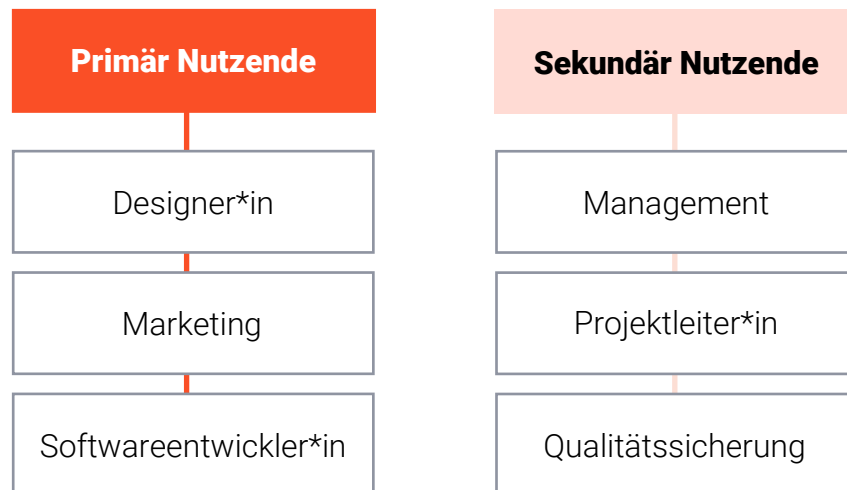 Primär Nutzende
Designer*in
Marketing
Softwareentwickler*in
Sekundär Nutzende
Management
Projektleiter*in
Qualitätssicherung